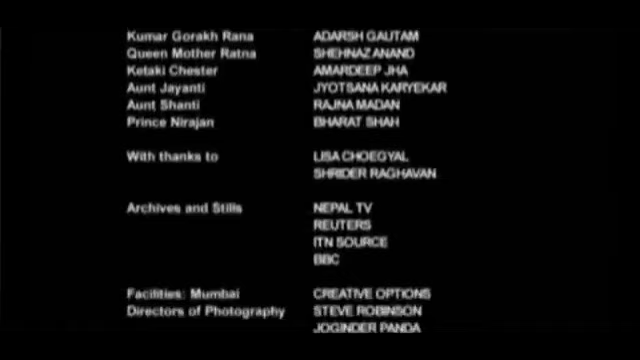 Kumar Gorakh Rana ADARSH GAUTAM
Queen Mother Ratna SHEHNAZ ANAND
Ketaki Chester AMARDEEP JHA
Aunt Jayanti JYOTSANA KARYEKAR
Aunt Shanti RAJNA MADAN
Prince Nirajan BHARAT SHAH
With thanks to LISA CHOEGYAL
SHRIDER RAGHAVAN
Archives and Stills NEPAL TV
REUTERS
ITN SOURCE
BBC
Facilities: Mumbai CREATIVE OPTIONS
Directors of Photography STEVE ROBINSON
JOGINDER PANDA